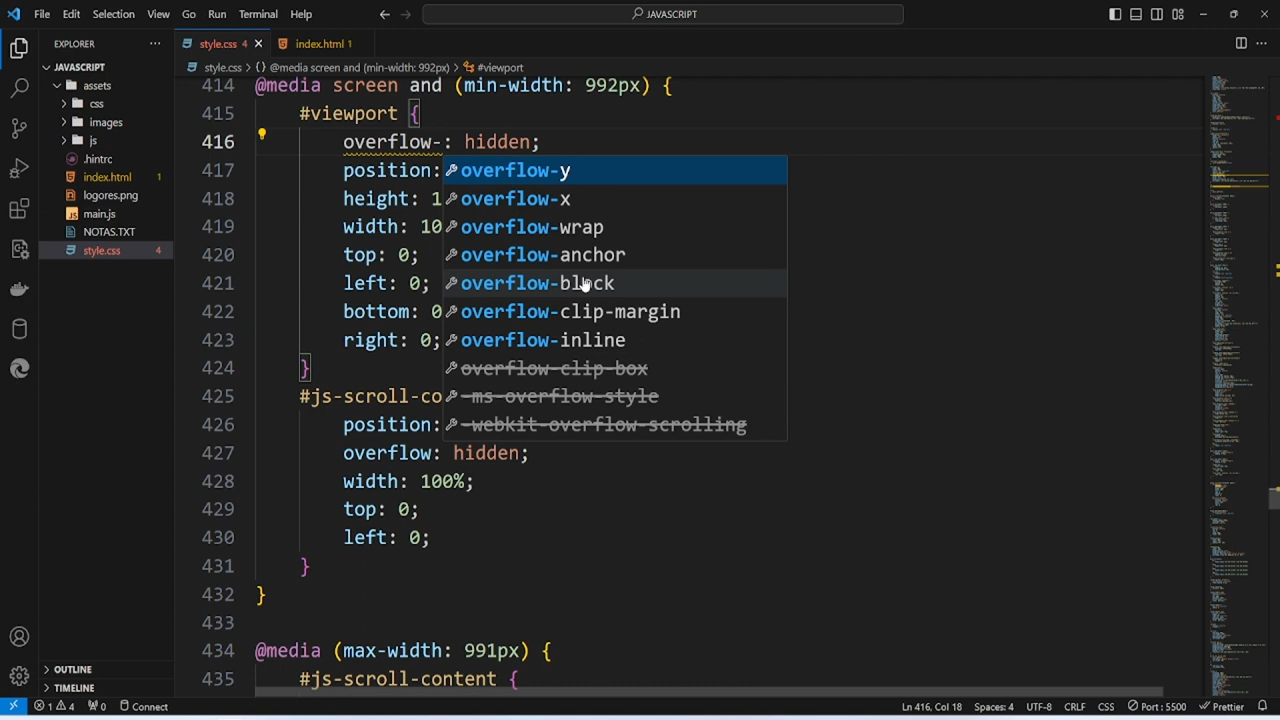 File Edit Selection View Go Run Terminal Help
JAVASCRIPT
EXPLORER
JAVASCRIPT
assets
css
images
js
.hintrc
index.html 1
logores.png
main.js
NOTAS.TXT
style.css 4
OUTLINE
TIMELINE
style.css 4
index.html 1
style.css > {} @media screen and (min-width: 992px) > #viewport
414 @media screen and (min-width: 992px) {
415 #viewport {
416 overflow-: hidden;
417 position:
418 height: 1
419 width: 10
420 top: 0;
421 left: 0;
422 bottom: 0
423 right: 0;
424 }
425 #js-scroll-co
426 position:
427 overflow: hidden;
428 width: 100%;
429 top: 0;
430 left: 0;
431 }
432 }
433
434 @media (max-width: 991px) {
435 #js-scroll-content {
overflow-y
overflow-x
overflow-wrap
overflow-anchor
overflow-block
overflow-clip-margin
overflow-inline
overflow-clip-box
-ms-overflow-style
-webkit-overflow-scrolling
1 4 0 Connect
Ln 416, Col 18 Spaces: 4 UTF-8 CRLF CSS Port : 5500 Prettier